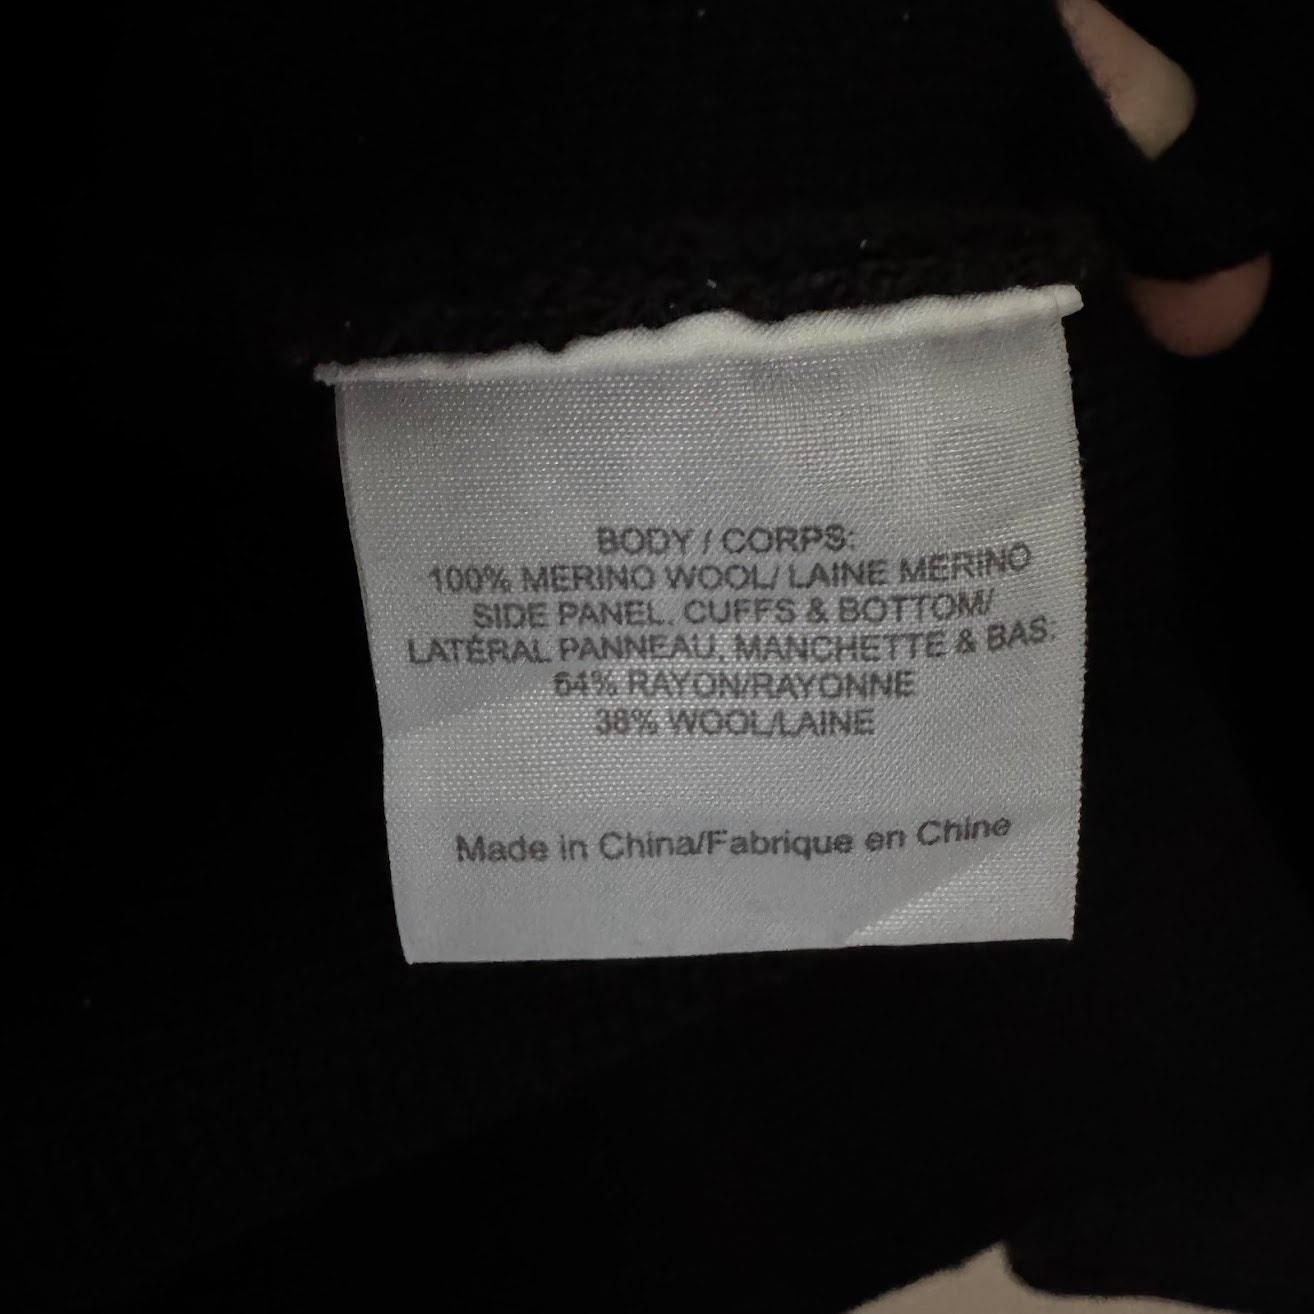 BODY / CORPS:
100% MERINO WOOL/ LAINE MERINO
SIDE PANEL, CUFFS & BOTTOM/
LATÉRAL PANNEAU, MANCHETTE & BAS:
64% RAYON/RAYONNE
36% WOOL/LAINE
Made in China/Fabrique en Chine